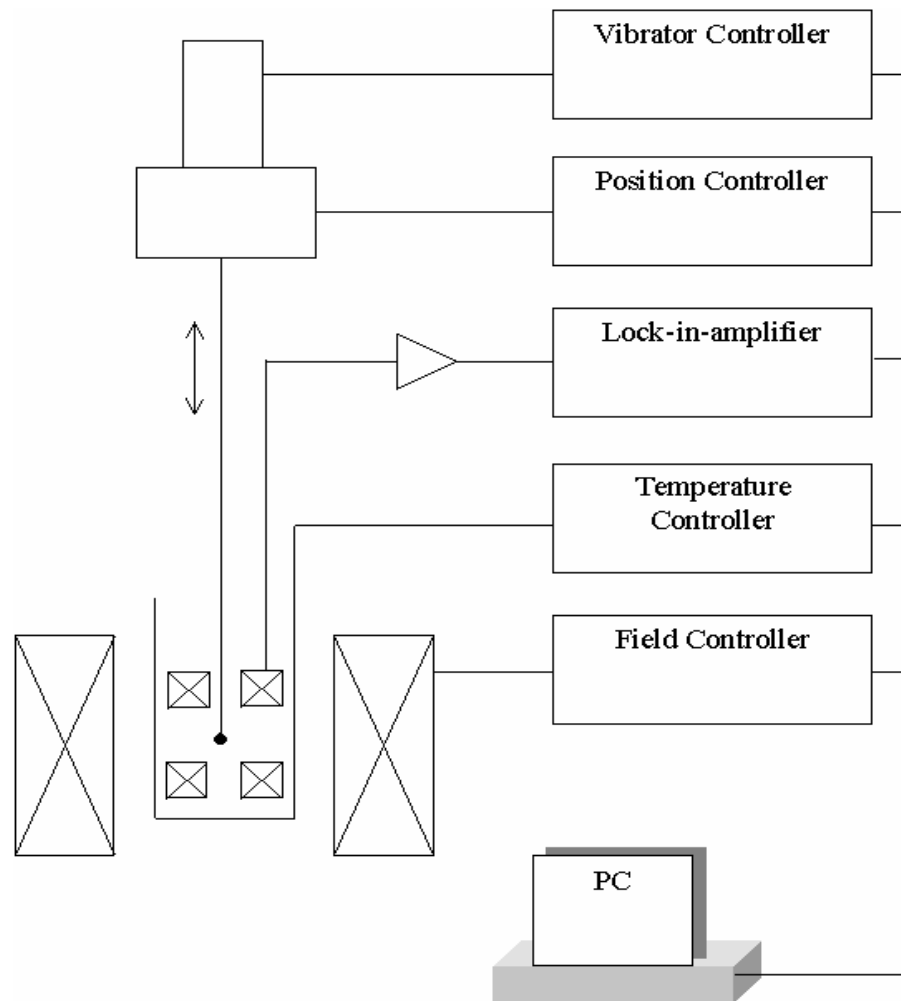 Vibrator Controller
Position Controller
Lock-in-amplifier
Temperature
Controller
Field Controller
PC